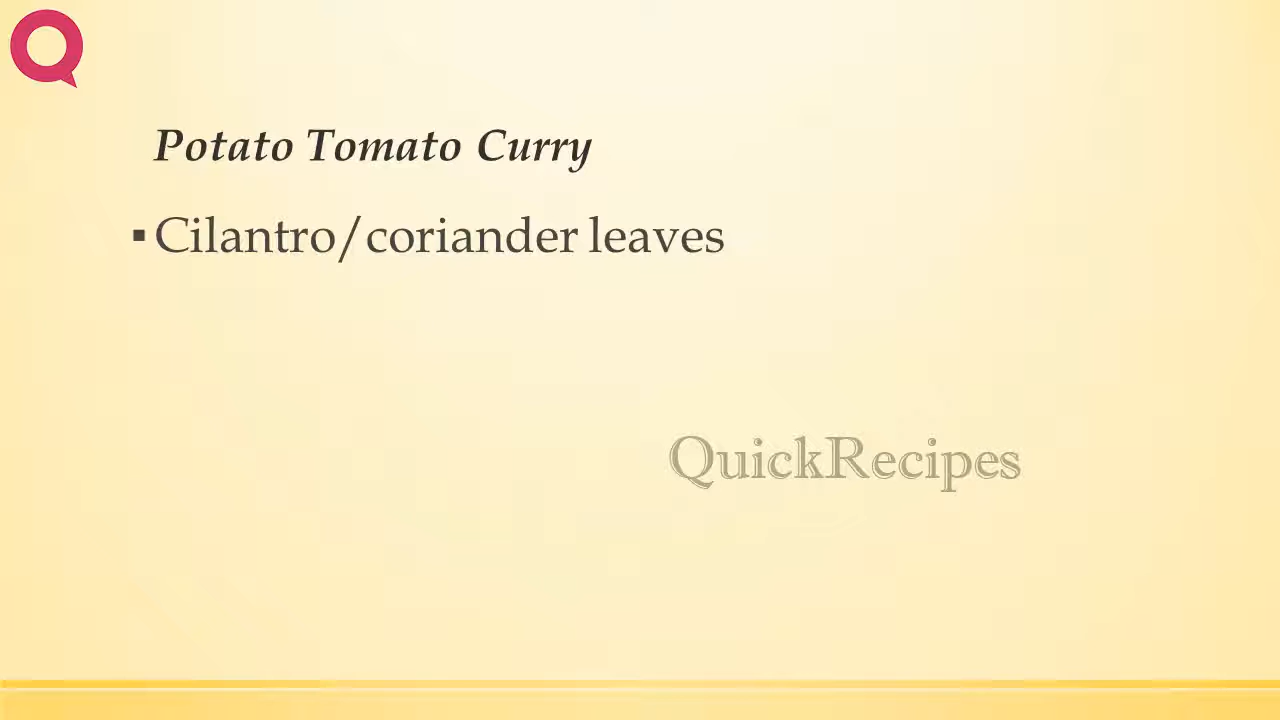 Potato Tomato Curry
▪Cilantro/coriander leaves
QuickRecipes